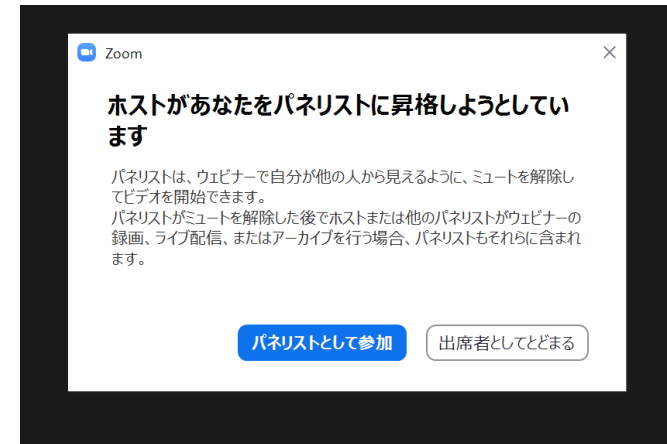 Zoom
ホストがあなたをパネリストに昇格しようとしてい
ます
パネリストは、ウェビナーで自分が他の人から見えるように、ミュートを解除し
てビデオを開始できます。
パネリストがミュートを解除した後でホストまたは他のパネリストがウェビナーの
録画、ライブ配信、またはアーカイブを行う場合、パネリストもそれらに含まれ
ます。
パネリストとして参加
出席者としてとどまる